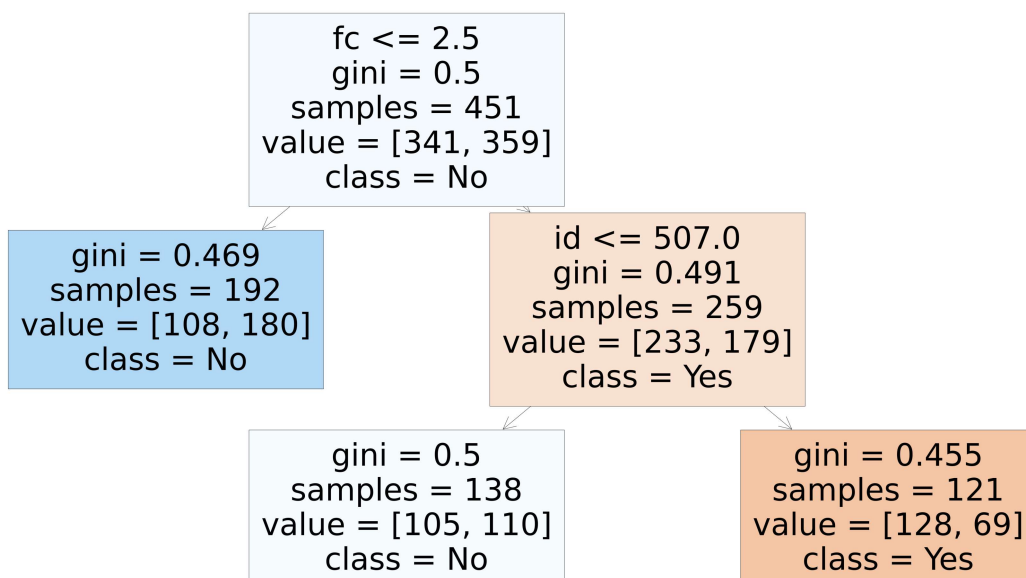 fc <= 2.5
gini = 0.5
samples = 451
value = [341, 359]
class = No
gini = 0.469
samples = 192
value = [108, 180]
class = No
id <= 507.0
gini = 0.491
samples = 259
value = [233, 179]
class = Yes
gini = 0.5
samples = 138
value = [105, 110]
class = No
gini = 0.455
samples = 121
value = [128, 69]
class = Yes